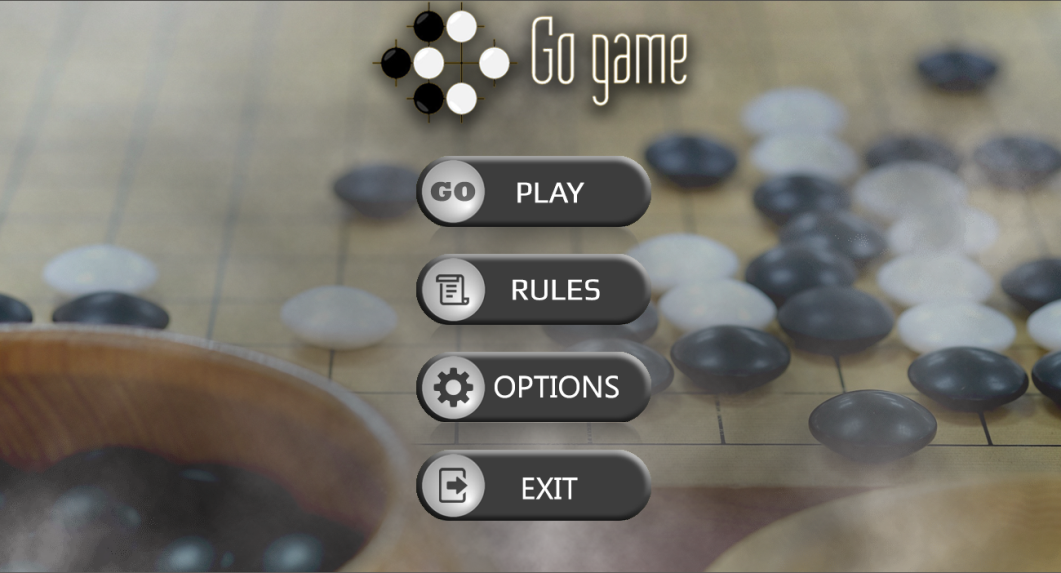 Go game
GO PLAY
RULES
OPTIONS
EXIT